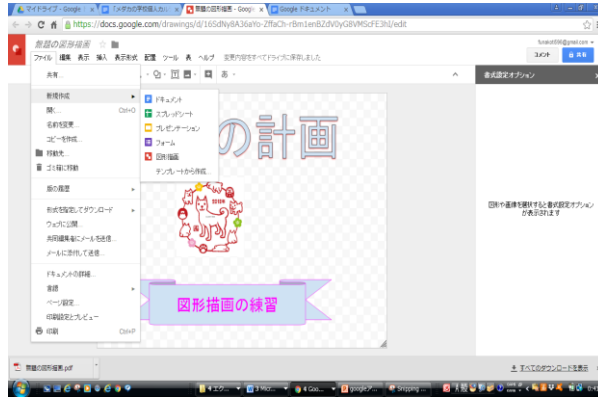 マイドライブ - Google
無題の図形描画 - Google
Google ドキュメント
https://docs.google.com/drawings/d/
無題の図形描画
ファイル 編集 表示 挿入 表示形式 配置 ツール 表 ヘルプ 変更内容をすべてドライブに保存しました
コメント 共有
書式設定オプション
共有...
新規作成
開く... Ctrl+O
名前を変更...
コピーを作成...
移動先...
ゴミ箱に移動
版の履歴
形式を指定してダウンロード
ウェブに公開...
共同編集者にメールを送信...
メールに添付して送信...
ドキュメントの詳細...
言語
ページ設定...
印刷設定とプレビュー
印刷 Ctrl+P
ドキュメント
スプレッドシート
プレゼンテーション
フォーム
図形描画
テンプレートから作成...
の計画
図形描画の練習
図形や画像を選択すると書式設定オプション
が表示されます
無題の図形描画.pdf
すべてのダウンロードを表示